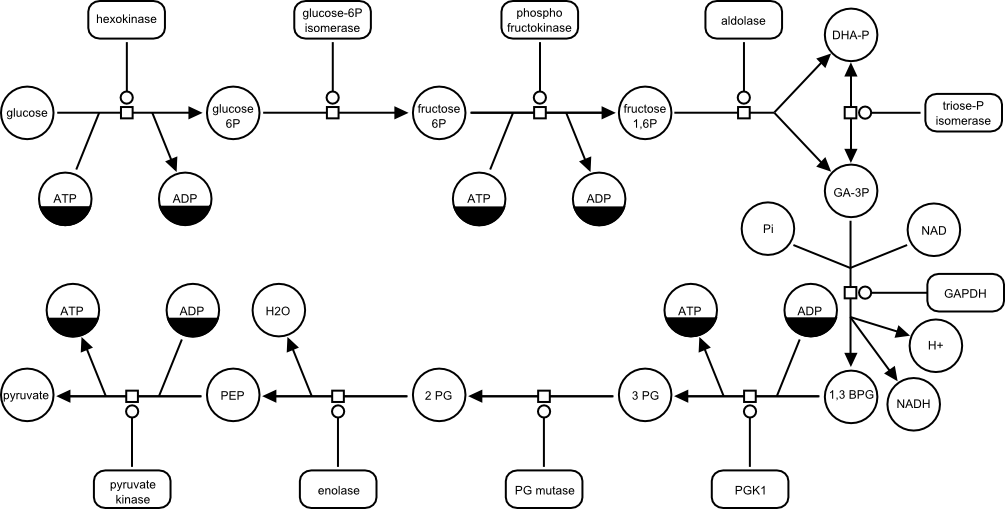 hexokinase
glucose-6P
isomerase
phospho
fructokinase
aldolase
DHA-P
glucose
glucose
6P
fructose
6P
fructose
1,6P
triose-P
isomerase
ATP
ADP
ATP
ADP
GA-3P
Pi
NAD
GAPDH
H+
NADH
ATP
ADP
H2O
ATP
ADP
pyruvate
PEP
2 PG
3 PG
1,3 BPG
pyruvate
kinase
enolase
PG mutase
PGK1